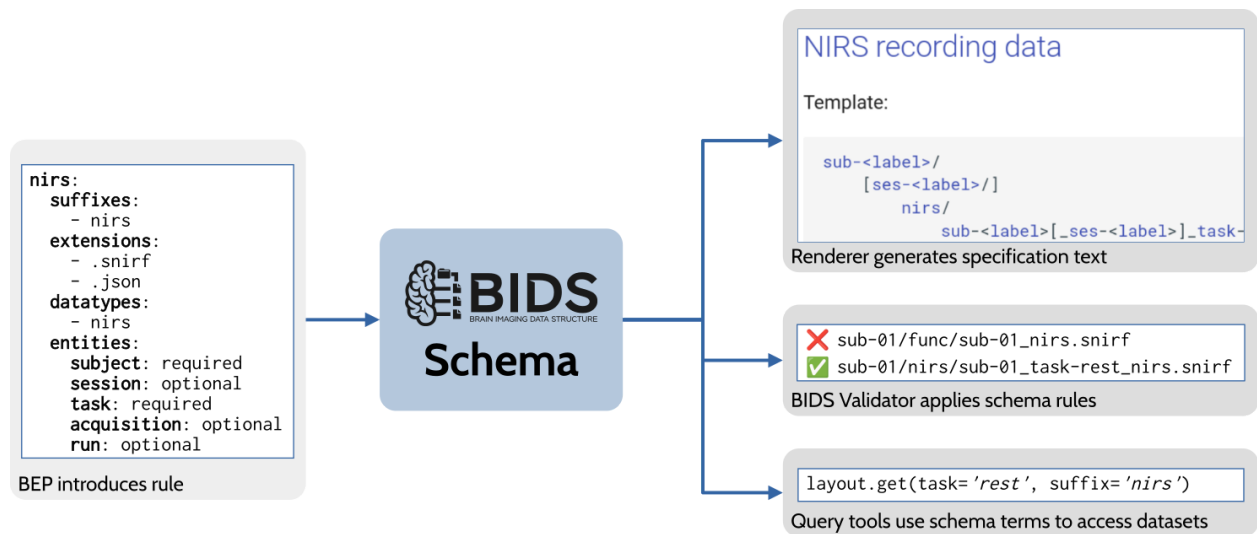 nirs:
suffixes:
- nirs
extensions:
- .snirf
- .json
datatypes:
- nirs
entities:
subject: required
session: optional
task: required
acquisition: optional
run: optional
BEP introduces rule
BIDS
BRAIN IMAGING DATA STRUCTURE
Schema
NIRS recording data
Template:
sub-<label>/
[ses-<label>/]
nirs/
sub-<label>[_ses-<label>]_task-
Renderer generates specification text
❌ sub-01/func/sub-01_nirs.snirf
✅ sub-01/nirs/sub-01_task-rest_nirs.snirf
BIDS Validator applies schema rules
layout.get(task='rest', suffix='nirs')
Query tools use schema terms to access datasets